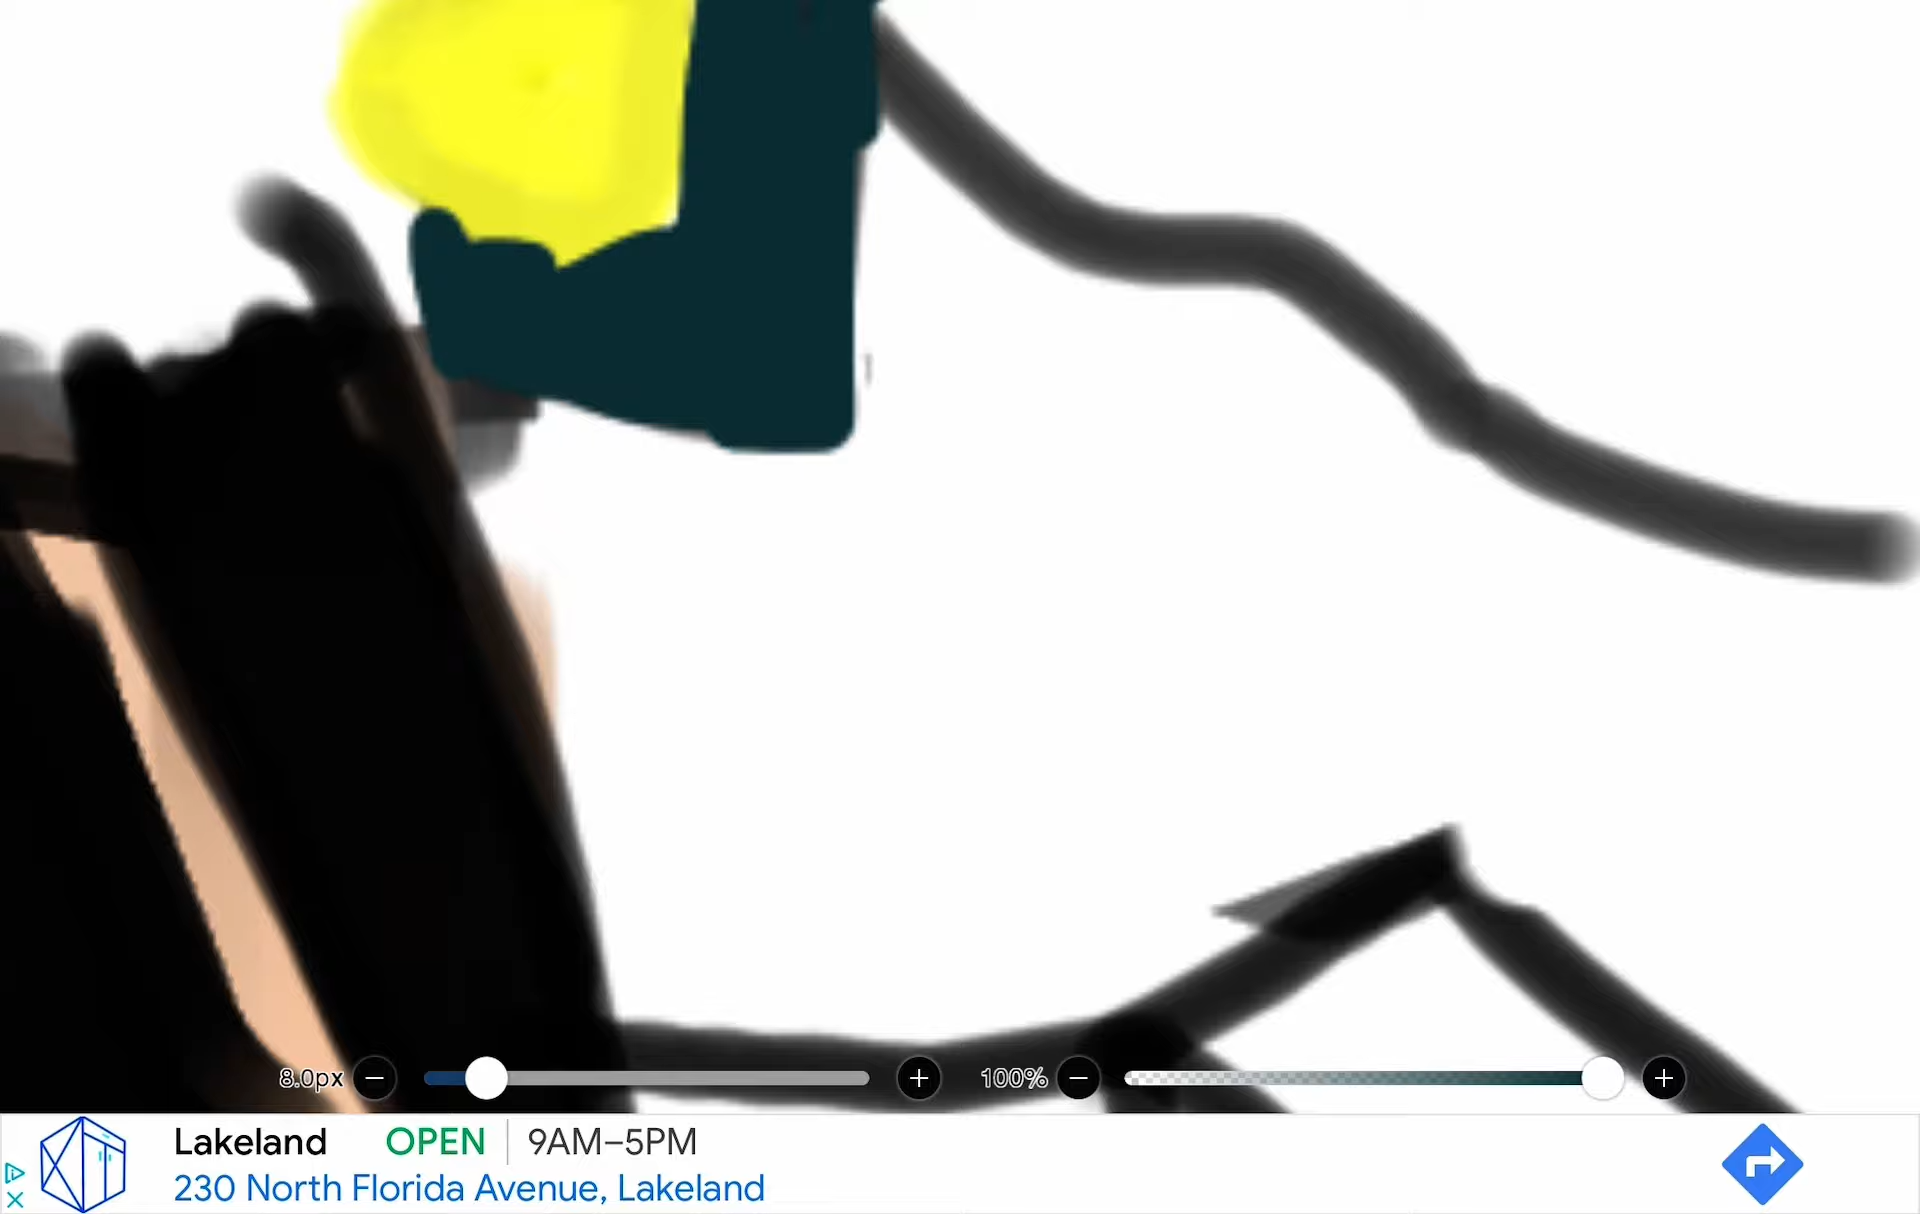 8.0px
100%
Lakeland OPEN 9AM–5PM
230 North Florida Avenue, Lakeland